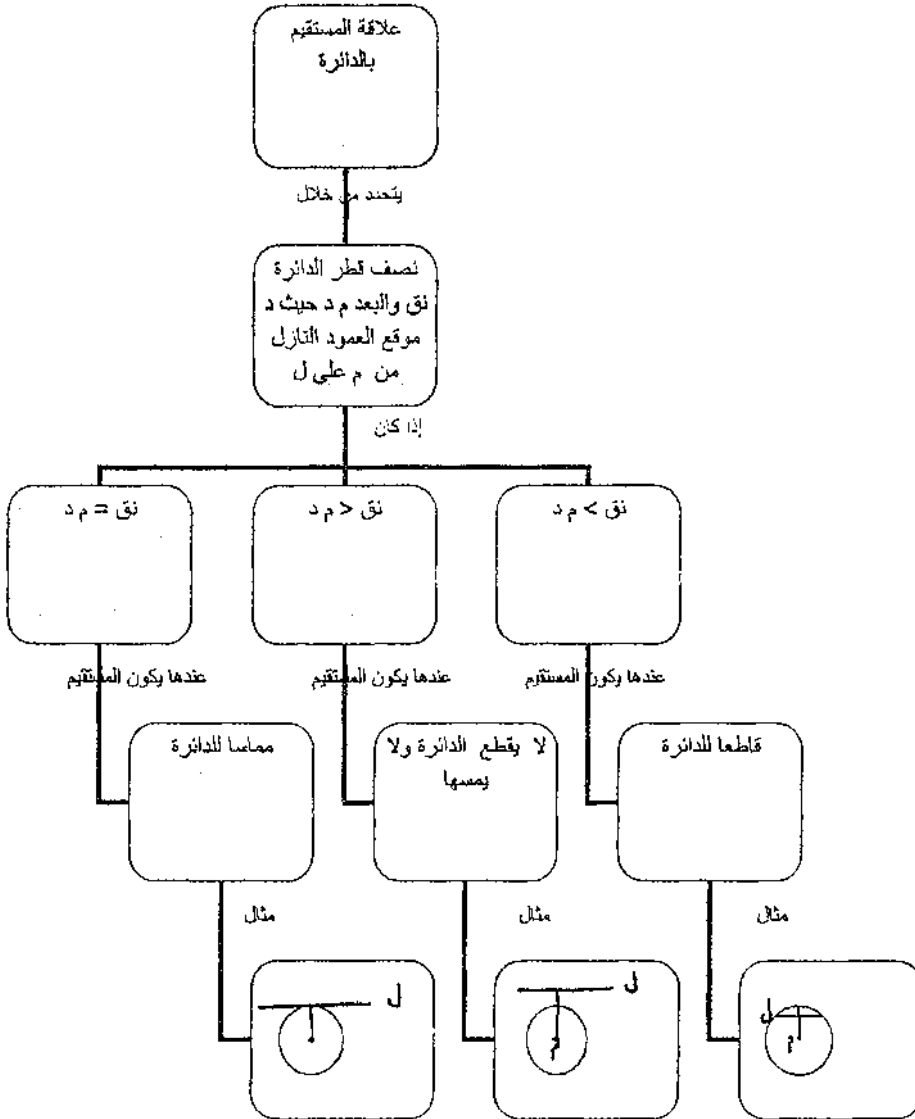 علاقة المستقيم
بالدائرة
يتحدد من خلال
نصف قطر الدائرة
نق والبعد م د حيث د
موقع العمود النازل
من م على ل
إذا كان
نق > م د
نق < م د
نق = م د
عندها يكون المستقيم
عندها يكون المستقيم
عندها يكون المستقيم
قاطعا للدائرة
لا يقطع الدائرة ولا
يمسها
مماسا للدائرة
مثال
مثال
مثال
ل
م
ل
م
ل